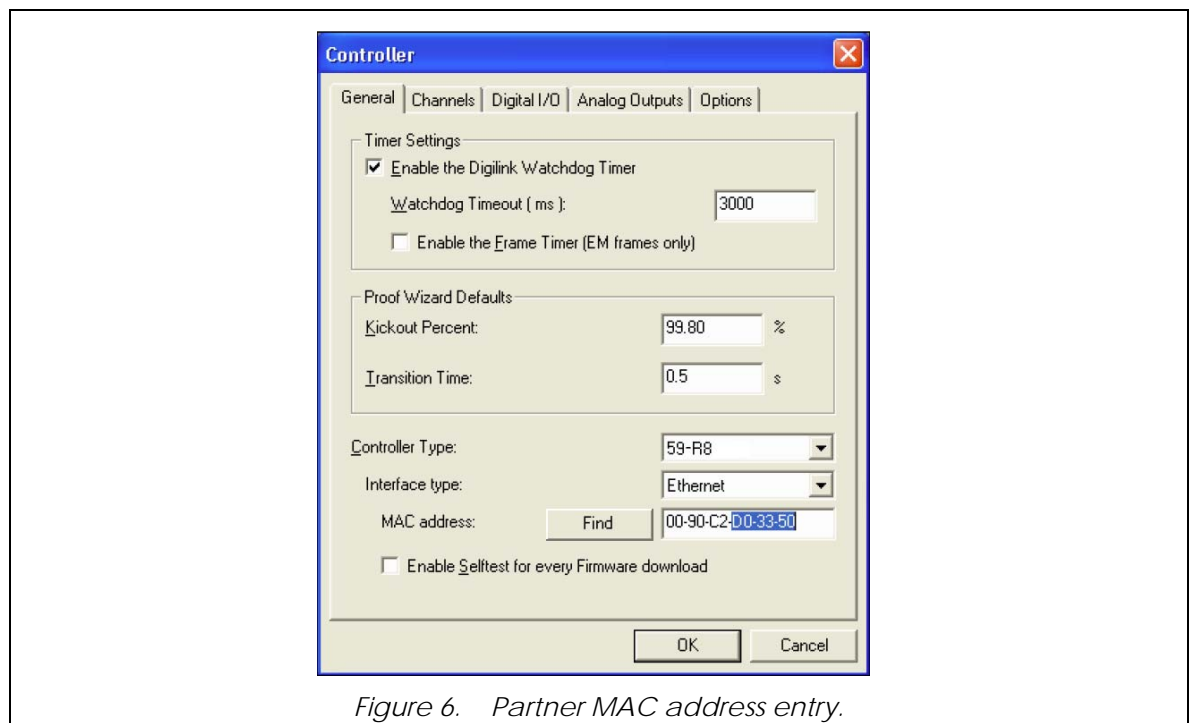 Controller
General Channels Digital I/O Analog Outputs Options
Timer Settings
Enable the Digilink Watchdog Timer
Watchdog Timeout ( ms ): 3000
Enable the Frame Timer (EM frames only)
Proof Wizard Defaults
Kickout Percent: 99.80 %
Transition Time: 0.5 s
Controller Type: 59-R8
Interface type: Ethernet
MAC address: Find 00-90-C2-D0-33-50
Enable Selftest for every Firmware download
OK Cancel
Figure 6. Partner MAC address entry.